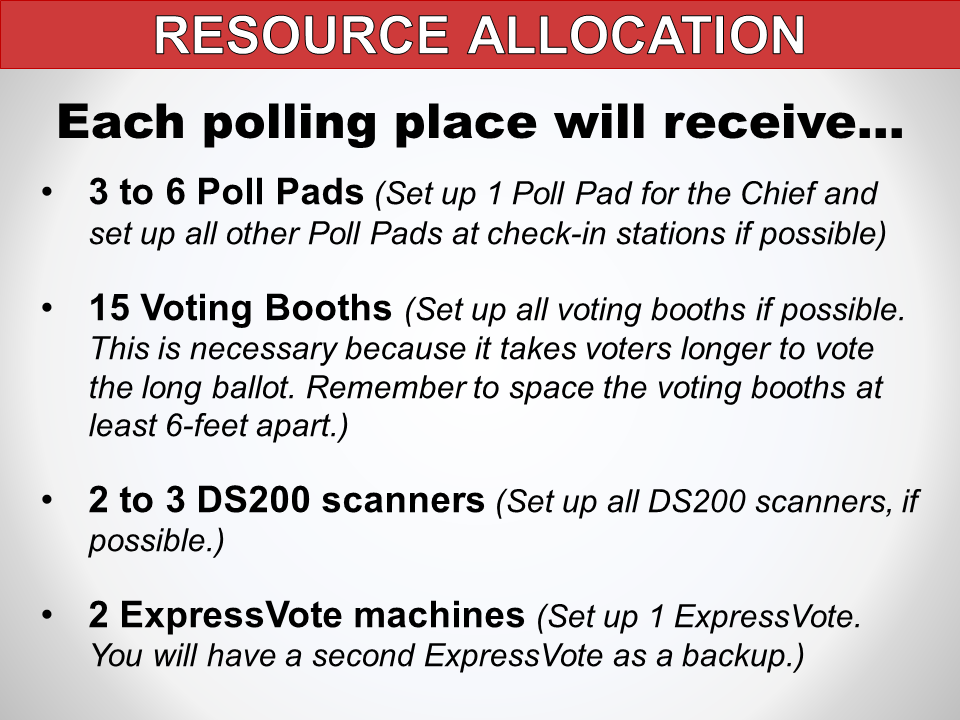 RESOURCE ALLOCATION
Each polling place will receive...
• 3 to 6 Poll Pads (Set up 1 Poll Pad for the Chief and
set up all other Poll Pads at check-in stations if possible)
• 15 Voting Booths (Set up all voting booths if possible.
This is necessary because it takes voters longer to vote
the long ballot. Remember to space the voting booths at
least 6-feet apart.)
• 2 to 3 DS200 scanners (Set up all DS200 scanners, if
possible.)
• 2 ExpressVote machines (Set up 1 ExpressVote.
You will have a second ExpressVote as a backup.)